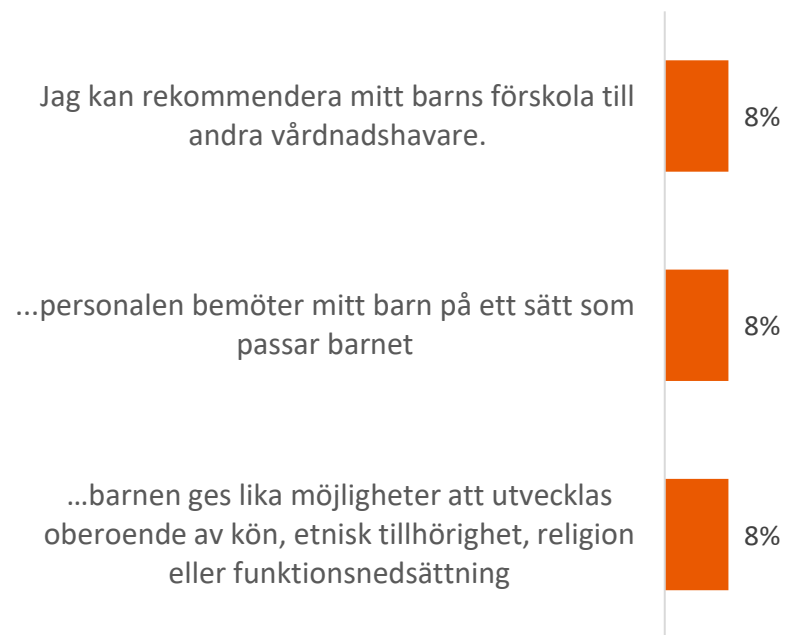 Jag kan rekommendera mitt barns förskola till
andra vårdnadshavare.
8%
...personalen bemöter mitt barn på ett sätt som
passar barnet
8%
…barnen ges lika möjligheter att utvecklas
oberoende av kön, etnisk tillhörighet, religion
eller funktionsnedsättning
8%